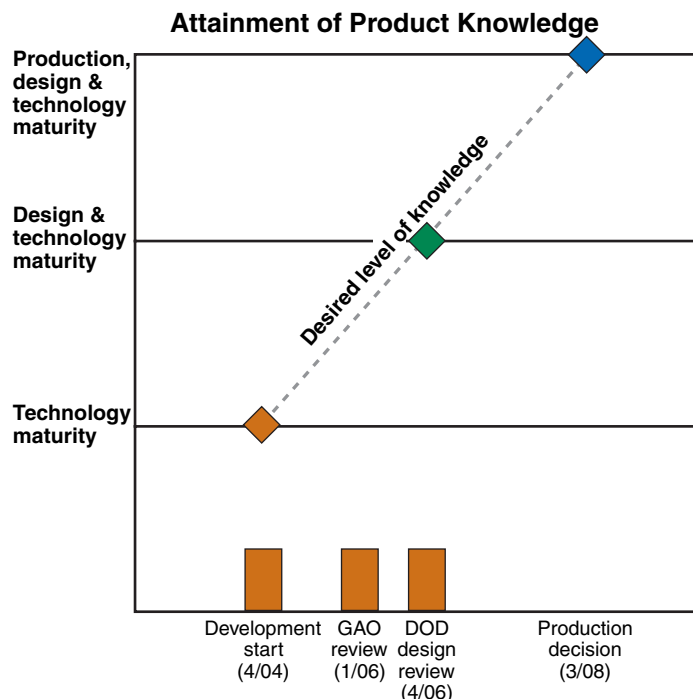 Attainment of Product Knowledge
Production,
design &
technology
maturity
Design &
technology
maturity
Technology
maturity
Desired level of knowledge
Development
start
(4/04)
GAO
review
(1/06)
DOD
design
review
(4/06)
Production
decision
(3/08)